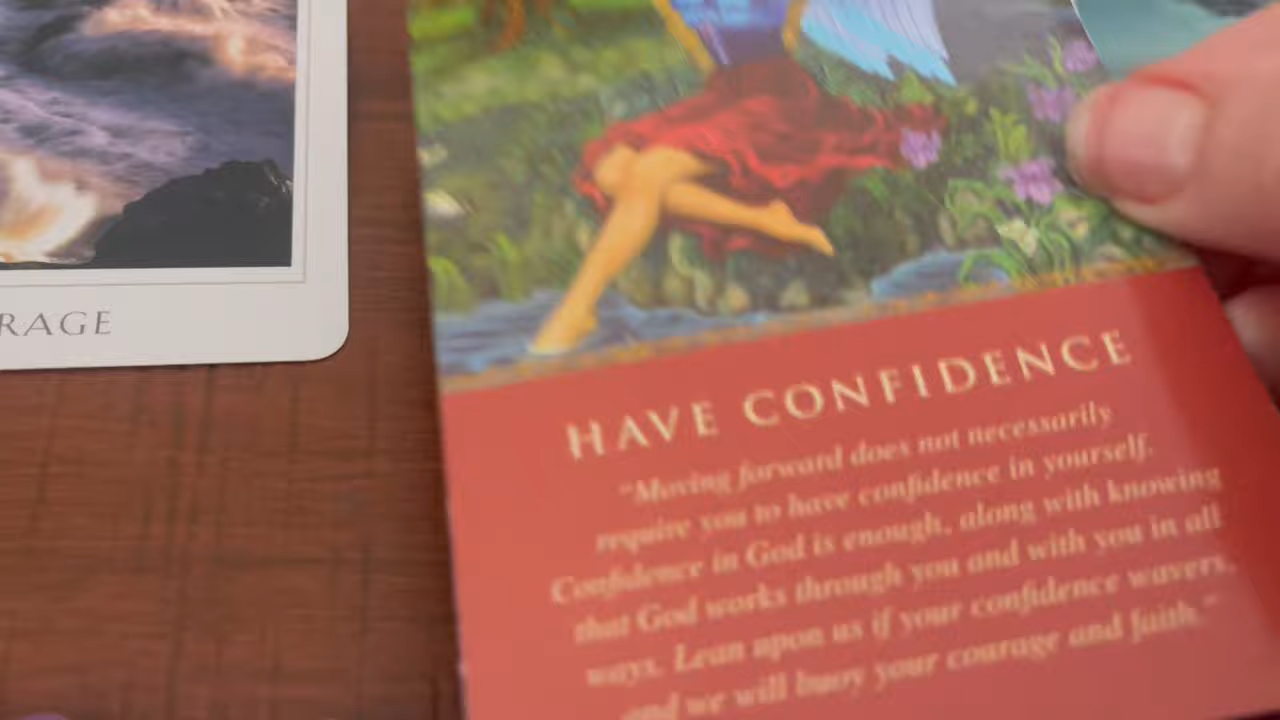 RAGE
HAVE CONFIDENCE
"Moving forward does not necessarily
require you to have confidence in yourself.
Confidence in God is enough, along with knowing
that God works through you and with you in all
ways. Lean upon us if your confidence wavers,
and we will buoy your courage and faith."